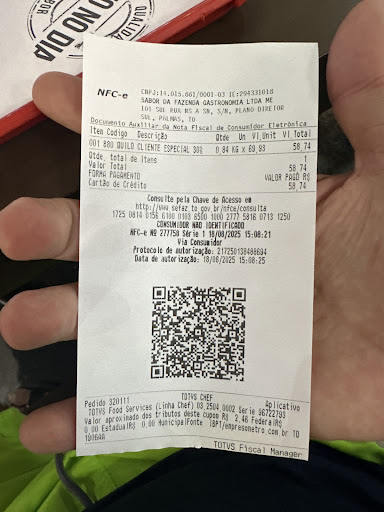 QUALIDADE
O NO DIA
NFC-e
CNPJ:14.015.661/0001-03 IE:294331018
SABOR DA FAZENDA GASTRONOMIA LTDA ME
101 SUL RUA NS A SN, S/N, PLANO DIRETOR
SUL, PALMAS, TO
Documento Auxiliar da Nota Fiscal de Consumidor Eletrônica
Item Codigo Descrição Qtde Un Vl.Unit Vl.Total
001 880 QUILO CLIENTE ESPECIAL 30% 0,84 KG x 69,93 58,74
Qtde. total de Itens 1
Valor Total 58,74
FORMA PAGAMENTO VALOR PAGO R$
Cartão de Crédito 58,74
Consulte pela Chave de Acesso em
http://www.sefaz.to.gov.br/nfce/consulta
1725 0814 0156 6100 0103 6500 1000 2777 5816 0713 1250
CONSUMIDOR NÃO IDENTIFICADO
NFC-e Nº 277758 Série 1 18/08/2025 15:08:21
Via Consumidor
Protocolo de autorização: 217250136486694
Data de autorização: 18/08/2025 15:08:25
TOTVS CHEF
Pedido 320111 Aplicativo
TOTVS Food Services (Linha Chef) 03.2504.0002 Serie 96722793
Valor aproximado dos tributos deste cupom R$ 2,46 Federal R$
0,00 Estadual R$ 0,00 Municipal Fonte IBPT/empresometro.com.br TO
1906AA
TOTVS Fiscal Manager